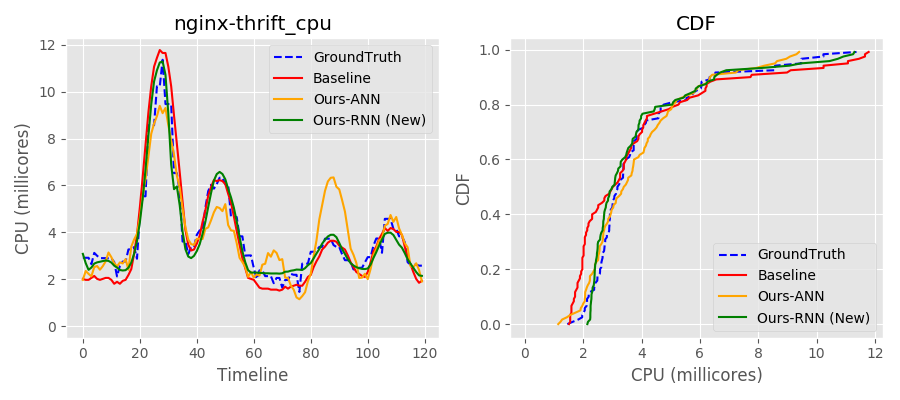 nginx-thrift_cpu
CPU (millicores)
12
10
8
6
4
2
0
GroundTruth
Baseline
Ours-ANN
Ours-RNN (New)
0 20 40 60 80 100 120
Timeline
CDF
CDF
1.0
0.8
0.6
0.4
0.2
0.0
GroundTruth
Baseline
Ours-ANN
Ours-RNN (New)
0 2 4 6 8 10 12
CPU (millicores)